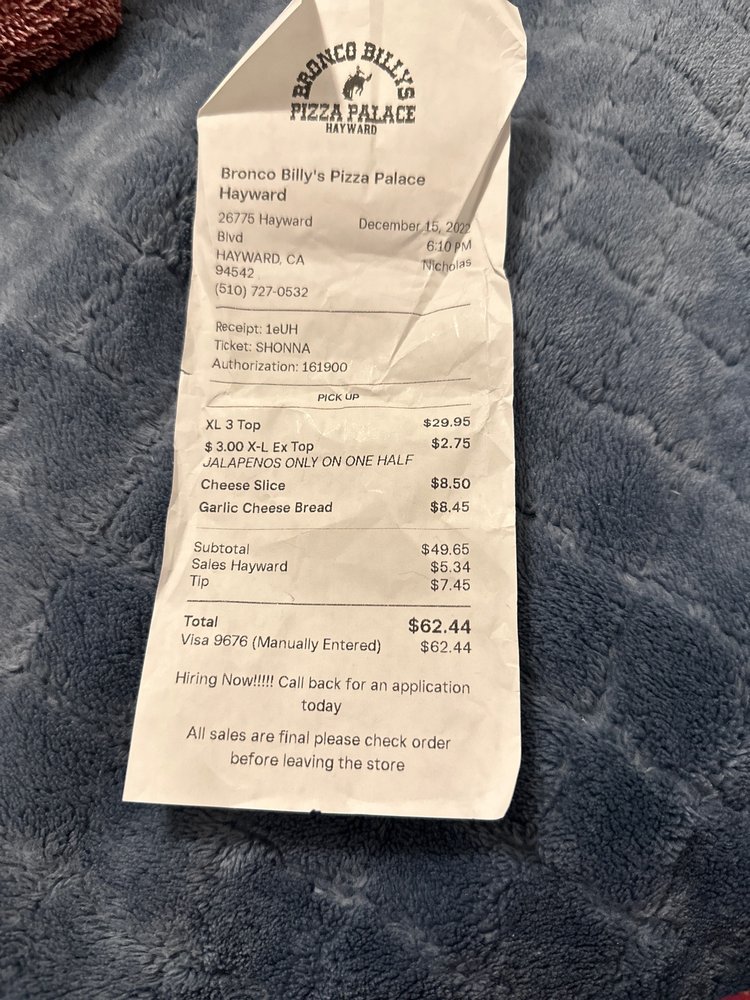 BRONCO BILLYS
PIZZA PALACE
HAYWARD
Bronco Billy's Pizza Palace
Hayward
26775 Hayward
Blvd
HAYWARD, CA
94542
(510) 727-0532
December 15, 2022
6:10 PM
Nicholas
Receipt: 1eUH
Ticket: SHONNA
Authorization: 161900
PICK UP
XL 3 Top $29.95
$ 3.00 X-L Ex Top $2.75
JALAPENOS ONLY ON ONE HALF
Cheese Slice $8.50
Garlic Cheese Bread $8.45
Subtotal $49.65
Sales Hayward $5.34
Tip $7.45
Total $62.44
Visa 9676 (Manually Entered) $62.44
Hiring Now!!!!! Call back for an application
today
All sales are final please check order
before leaving the store